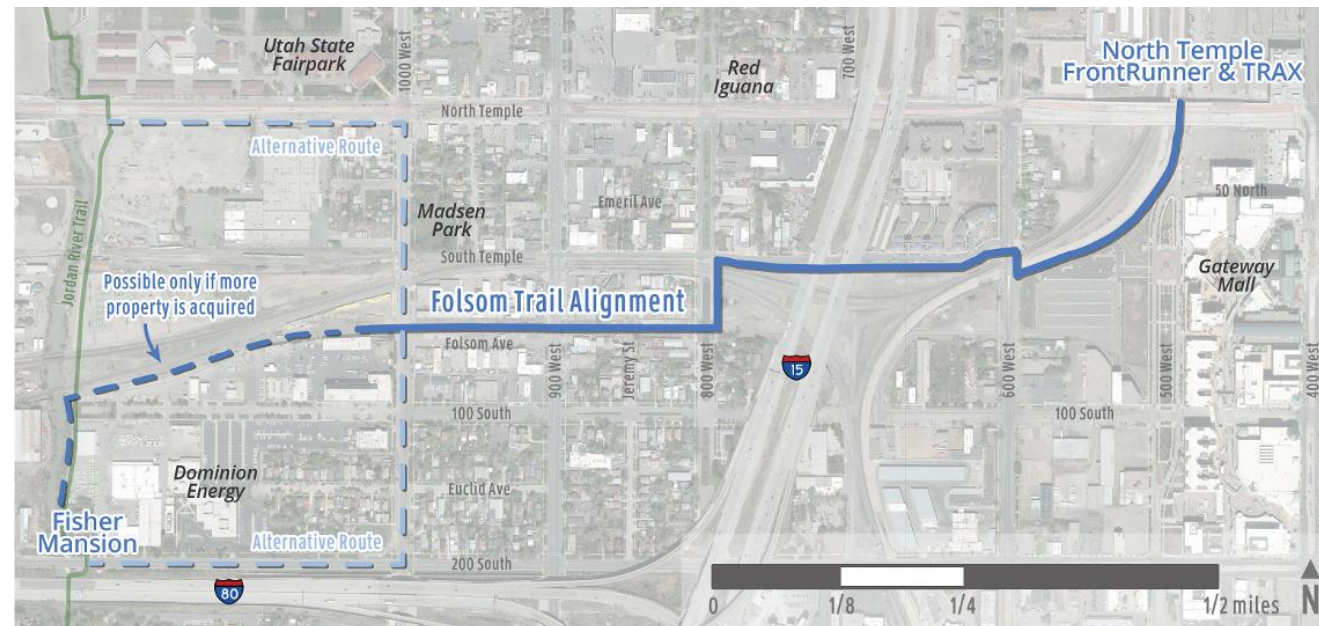 Utah State
Fairpark
1000 West
Red
Iguana
700 West
North Temple
FrontRunner & TRAX
North Temple
Alternative Route
Jordan River Trail
Madsen
Park
Emeril Ave
50 North
South Temple
Gateway
Mall
Possible only if more
property is acquired
Folsom Trail Alignment
Folsom Ave
900 West
Jeremy St
800 West
15
600 West
500 West
400 West
100 South
100 South
Dominion
Energy
Euclid Ave
Fisher
Mansion
Alternative Route
200 South
80
0
1/8
1/4
1/2 miles
N